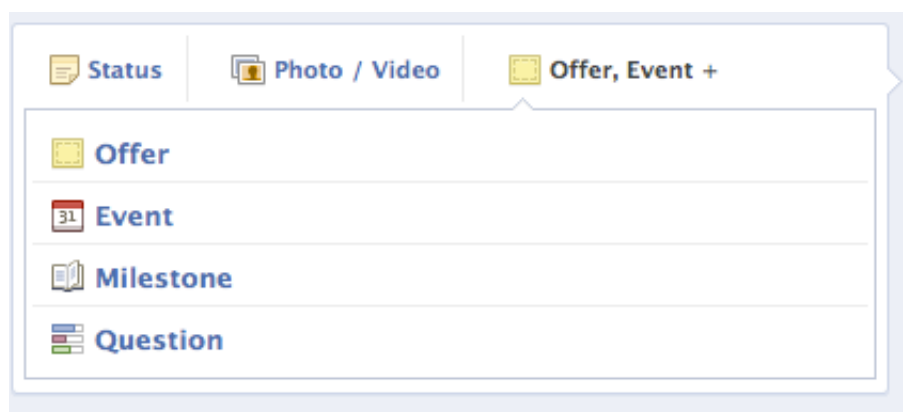 Status Photo / Video Offer, Event +
Offer
31 Event
Milestone
Question